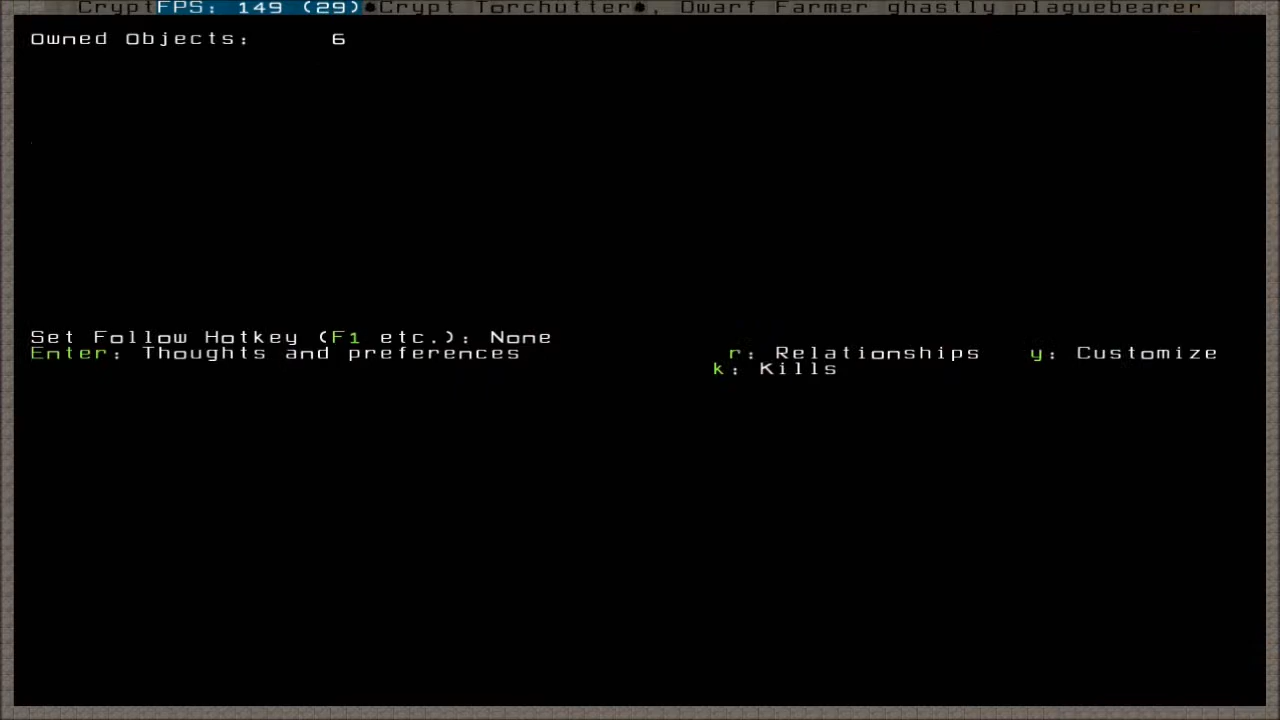 CryptFPS: 149 (29)●Crypt Torchutter●, Dwarf Farmer ghastly plaguebearer
Owned Objects: 6
Set Follow Hotkey (F1 etc.): None
Enter: Thoughts and preferences r: Relationships y: Customize
k: Kills